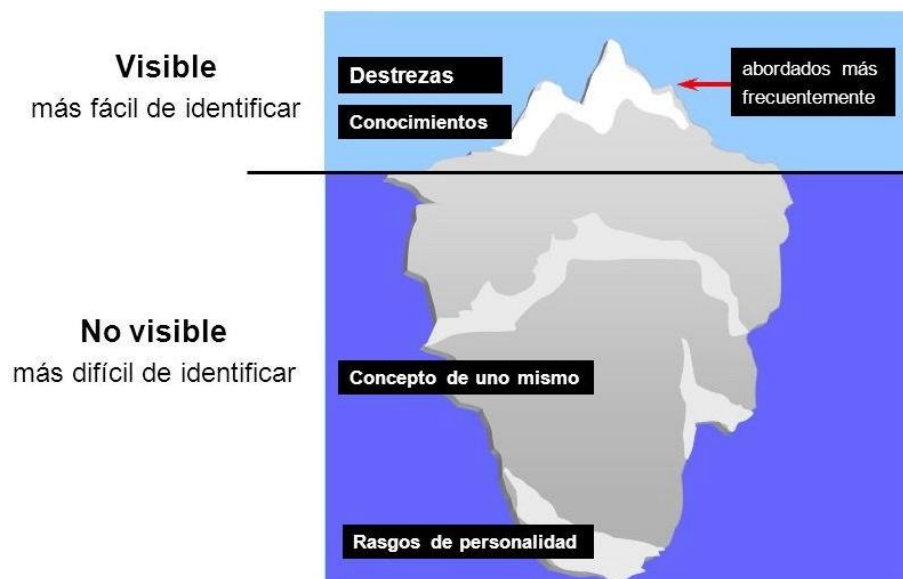 Visible
más fácil de identificar
Destrezas
Conocimientos
abordados más
frecuentemente
No visible
más difícil de identificar
Concepto de uno mismo
Rasgos de personalidad